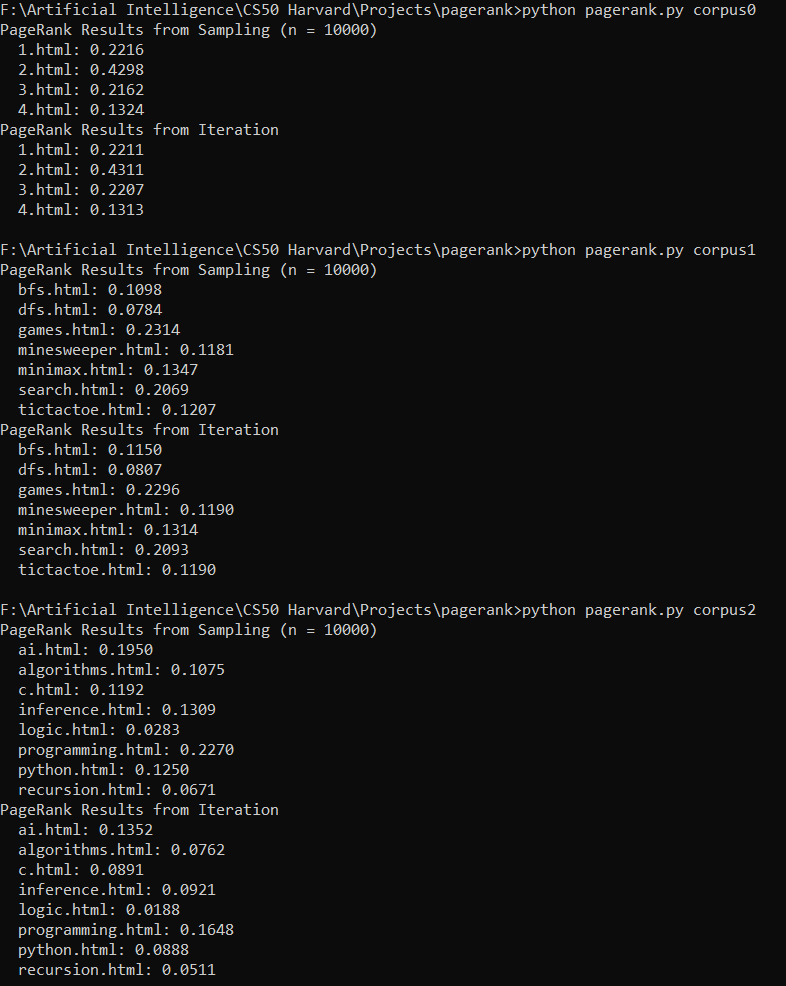 F:\Artificial Intelligence\CS50 Harvard\Projects\pagerank>python pagerank.py corpus0
PageRank Results from Sampling (n = 10000)
  1.html: 0.2216
  2.html: 0.4298
  3.html: 0.2162
  4.html: 0.1324
PageRank Results from Iteration
  1.html: 0.2211
  2.html: 0.4311
  3.html: 0.2207
  4.html: 0.1313

F:\Artificial Intelligence\CS50 Harvard\Projects\pagerank>python pagerank.py corpus1
PageRank Results from Sampling (n = 10000)
  bfs.html: 0.1098
  dfs.html: 0.0784
  games.html: 0.2314
  minesweeper.html: 0.1181
  minimax.html: 0.1347
  search.html: 0.2069
  tictactoe.html: 0.1207
PageRank Results from Iteration
  bfs.html: 0.1150
  dfs.html: 0.0807
  games.html: 0.2296
  minesweeper.html: 0.1190
  minimax.html: 0.1314
  search.html: 0.2093
  tictactoe.html: 0.1190

F:\Artificial Intelligence\CS50 Harvard\Projects\pagerank>python pagerank.py corpus2
PageRank Results from Sampling (n = 10000)
  ai.html: 0.1950
  algorithms.html: 0.1075
  c.html: 0.1192
  inference.html: 0.1309
  logic.html: 0.0283
  programming.html: 0.2270
  python.html: 0.1250
  recursion.html: 0.0671
PageRank Results from Iteration
  ai.html: 0.1352
  algorithms.html: 0.0762
  c.html: 0.0891
  inference.html: 0.0921
  logic.html: 0.0188
  programming.html: 0.1648
  python.html: 0.0888
  recursion.html: 0.0511